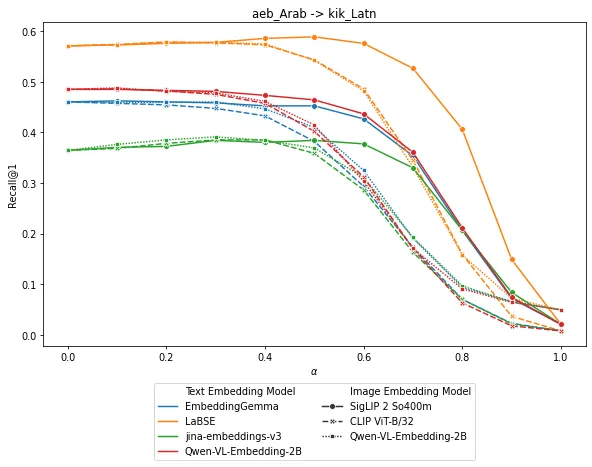 aeb_Arab -> kik_Latn
Recall@1
0.6
0.5
0.4
0.3
0.2
0.1
0.0
0.0 0.2 0.4 0.6 0.8 1.0
α
Text Embedding Model Image Embedding Model
EmbeddingGemma SigLIP 2 So400m
LaBSE CLIP ViT-B/32
jina-embeddings-v3 Qwen-VL-Embedding-2B
Qwen-VL-Embedding-2B